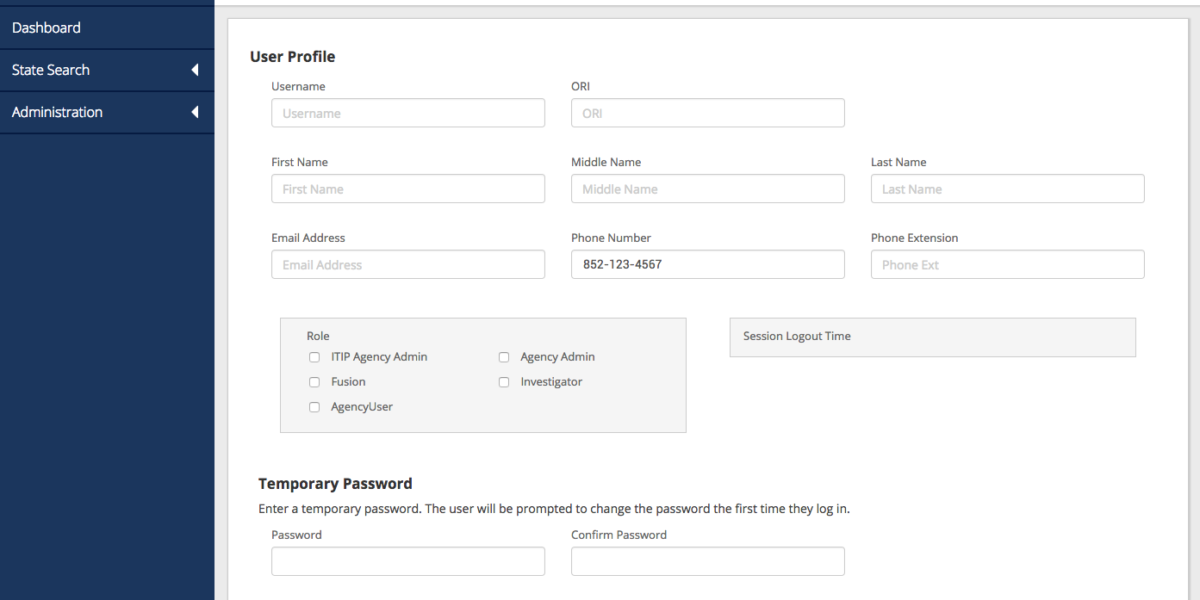 Dashboard
State Search
Administration
User Profile
Username ORI
Username ORI
First Name Middle Name Last Name
First Name Middle Name Last Name
Email Address Phone Number Phone Extension
Email Address 852-123-4567 Phone Ext
Role Session Logout Time
ITIP Agency Admin Agency Admin
Fusion Investigator
AgencyUser
Temporary Password
Enter a temporary password. The user will be prompted to change the password the first time they log in.
Password Confirm Password